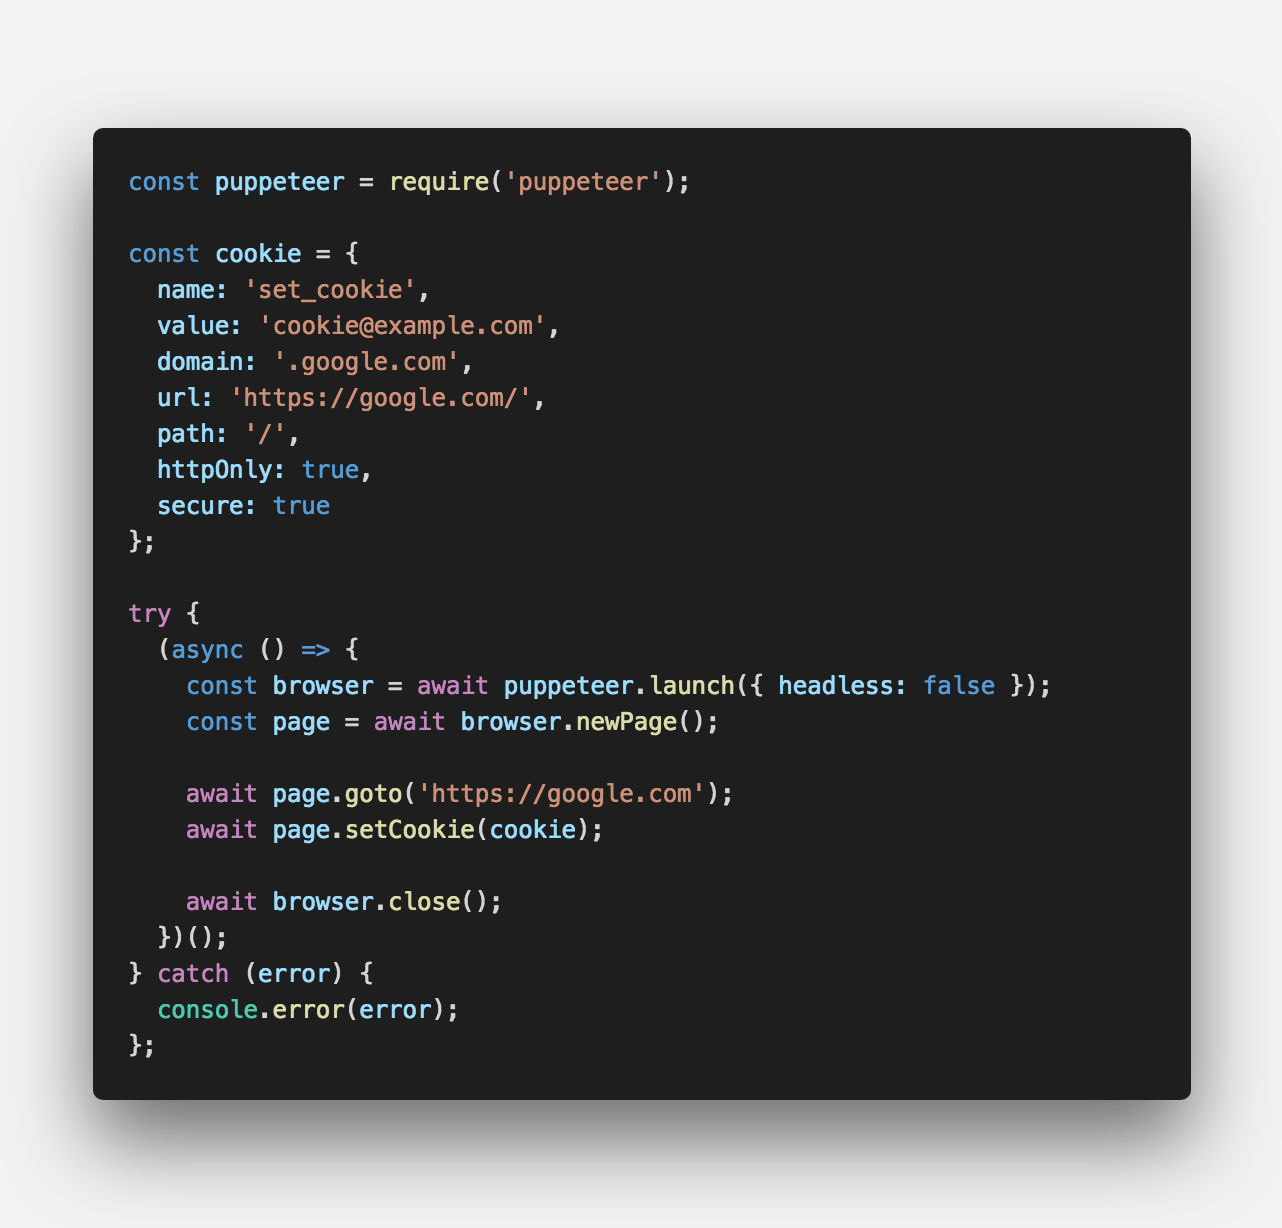 const puppeteer = require('puppeteer');

const cookie = {
  name: 'set_cookie',
  value: 'cookie@example.com',
  domain: '.google.com',
  url: 'https://google.com/',
  path: '/',
  httpOnly: true,
  secure: true
};

try {
  (async () => {
    const browser = await puppeteer.launch({ headless: false });
    const page = await browser.newPage();

    await page.goto('https://google.com');
    await page.setCookie(cookie);

    await browser.close();
  })();
} catch (error) {
  console.error(error);
};